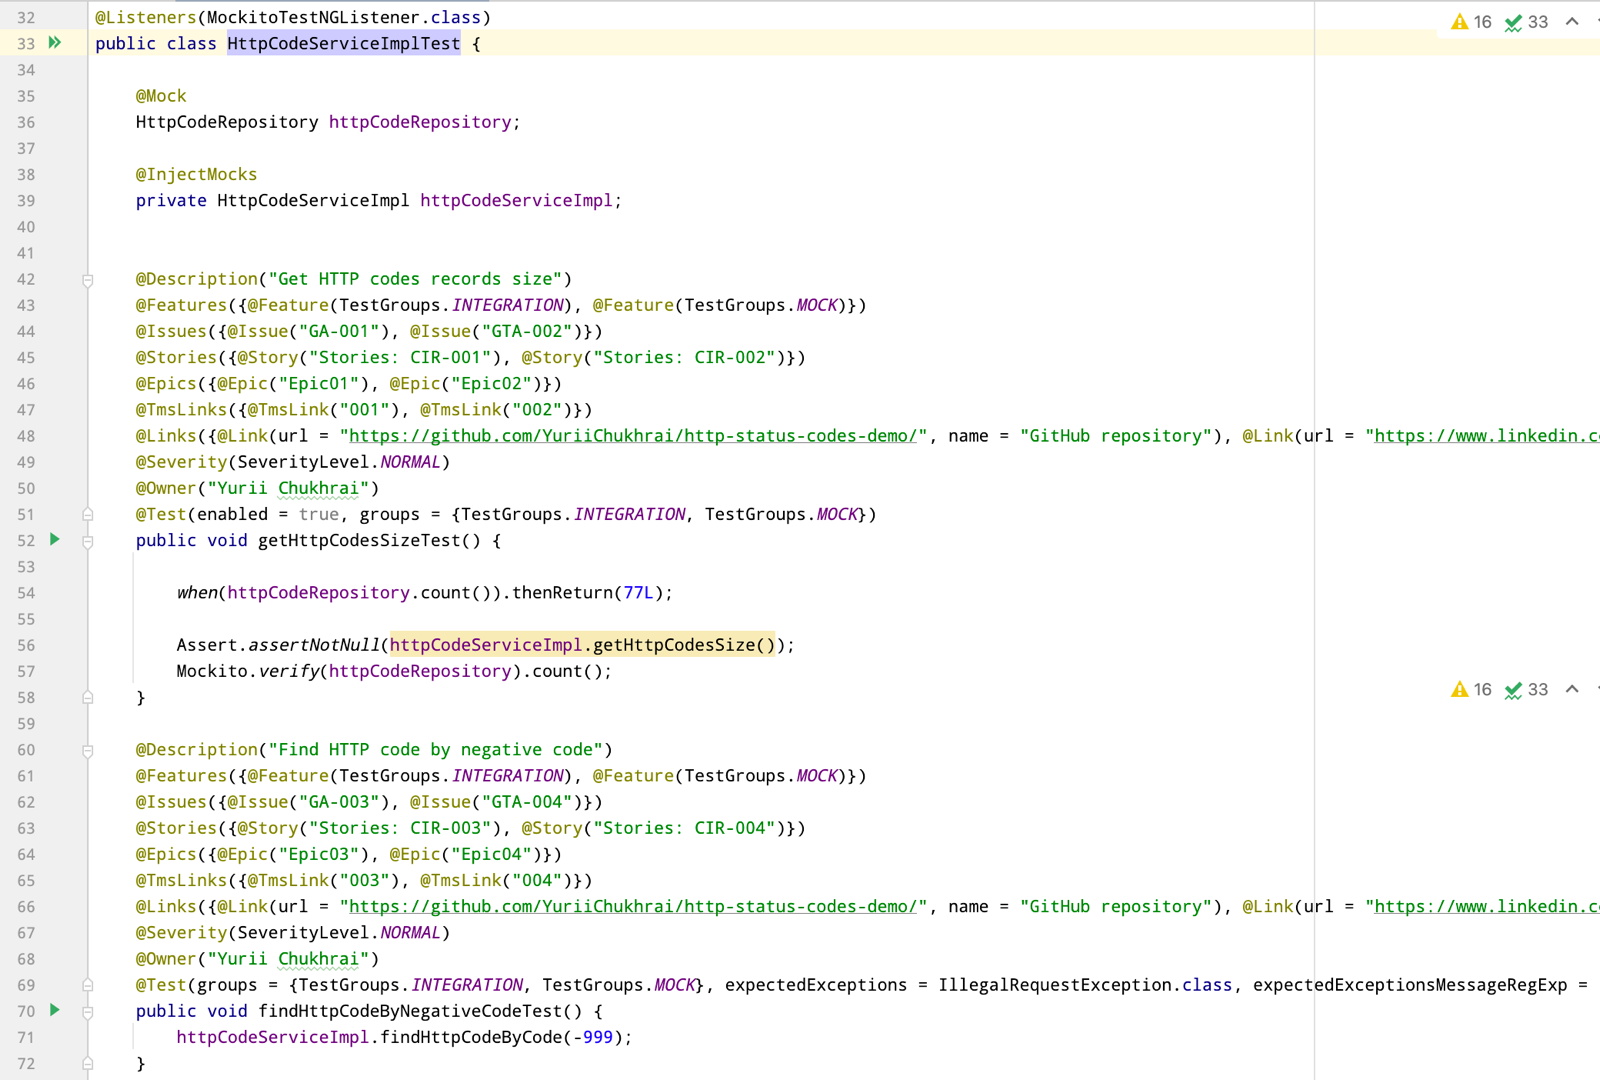 32 @Listeners(MockitoTestNGListener.class)
16 33
33 public class HttpCodeServiceImplTest {
34
35 @Mock
36 HttpCodeRepository httpCodeRepository;
37
38 @InjectMocks
39 private HttpCodeServiceImpl httpCodeServiceImpl;
40
41
42 @Description("Get HTTP codes records size")
43 @Features({@Feature(TestGroups.INTEGRATION), @Feature(TestGroups.MOCK)})
44 @Issues({@Issue("GA-001"), @Issue("GTA-002")})
45 @Stories({@Story("Stories: CIR-001"), @Story("Stories: CIR-002")})
46 @Epics({@Epic("Epic01"), @Epic("Epic02")})
47 @TmsLinks({@TmsLink("001"), @TmsLink("002")})
48 @Links({@Link(url = "https://github.com/YuriiChukhrai/http-status-codes-demo/", name = "GitHub repository"), @Link(url = "https://www.linkedin.c
49 @Severity(SeverityLevel.NORMAL)
50 @Owner("Yurii Chukhrai")
51 @Test(enabled = true, groups = {TestGroups.INTEGRATION, TestGroups.MOCK})
52 public void getHttpCodesSizeTest() {
53
54 when(httpCodeRepository.count()).thenReturn(77L);
55
56 Assert.assertNotNull(httpCodeServiceImpl.getHttpCodesSize());
57 Mockito.verify(httpCodeRepository).count();
58 }
16 33
59
60 @Description("Find HTTP code by negative code")
61 @Features({@Feature(TestGroups.INTEGRATION), @Feature(TestGroups.MOCK)})
62 @Issues({@Issue("GA-003"), @Issue("GTA-004")})
63 @Stories({@Story("Stories: CIR-003"), @Story("Stories: CIR-004")})
64 @Epics({@Epic("Epic03"), @Epic("Epic04")})
65 @TmsLinks({@TmsLink("003"), @TmsLink("004")})
66 @Links({@Link(url = "https://github.com/YuriiChukhrai/http-status-codes-demo/", name = "GitHub repository"), @Link(url = "https://www.linkedin.c
67 @Severity(SeverityLevel.NORMAL)
68 @Owner("Yurii Chukhrai")
69 @Test(groups = {TestGroups.INTEGRATION, TestGroups.MOCK}, expectedExceptions = IllegalRequestException.class, expectedExceptionsMessageRegExp =
70 public void findHttpCodeByNegativeCodeTest() {
71 httpCodeServiceImpl.findHttpCodeByCode(-999);
72 }